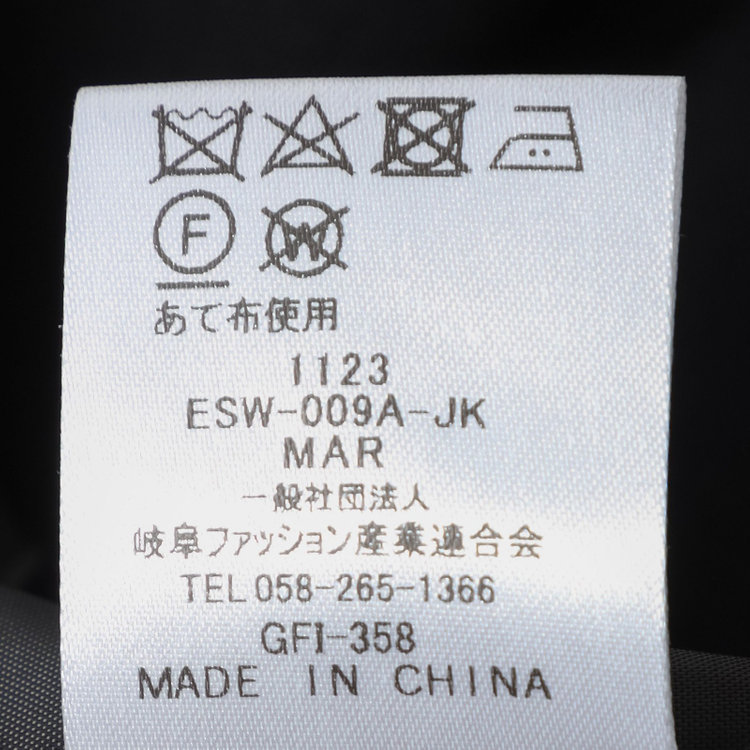 F W
あて布使用
1123
ESW-009A-JK
MAR
一般社団法人
岐阜ファッション産業連合会
TEL 058-265-1366
GFI-358
MADE IN CHINA